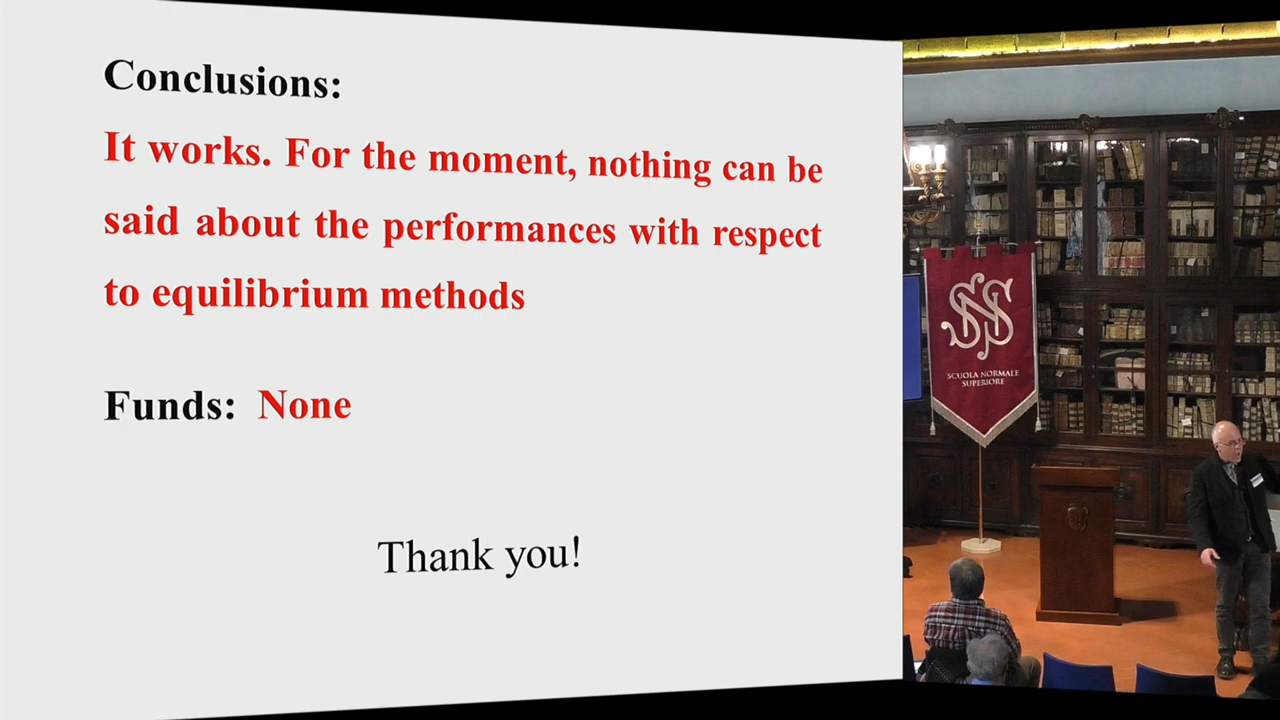 Conclusions:
It works. For the moment, nothing can be
said about the performances with respect
to equilibrium methods
Funds: None
Thank you!
SNS
SCUOLA NORMALE
SUPERIORE